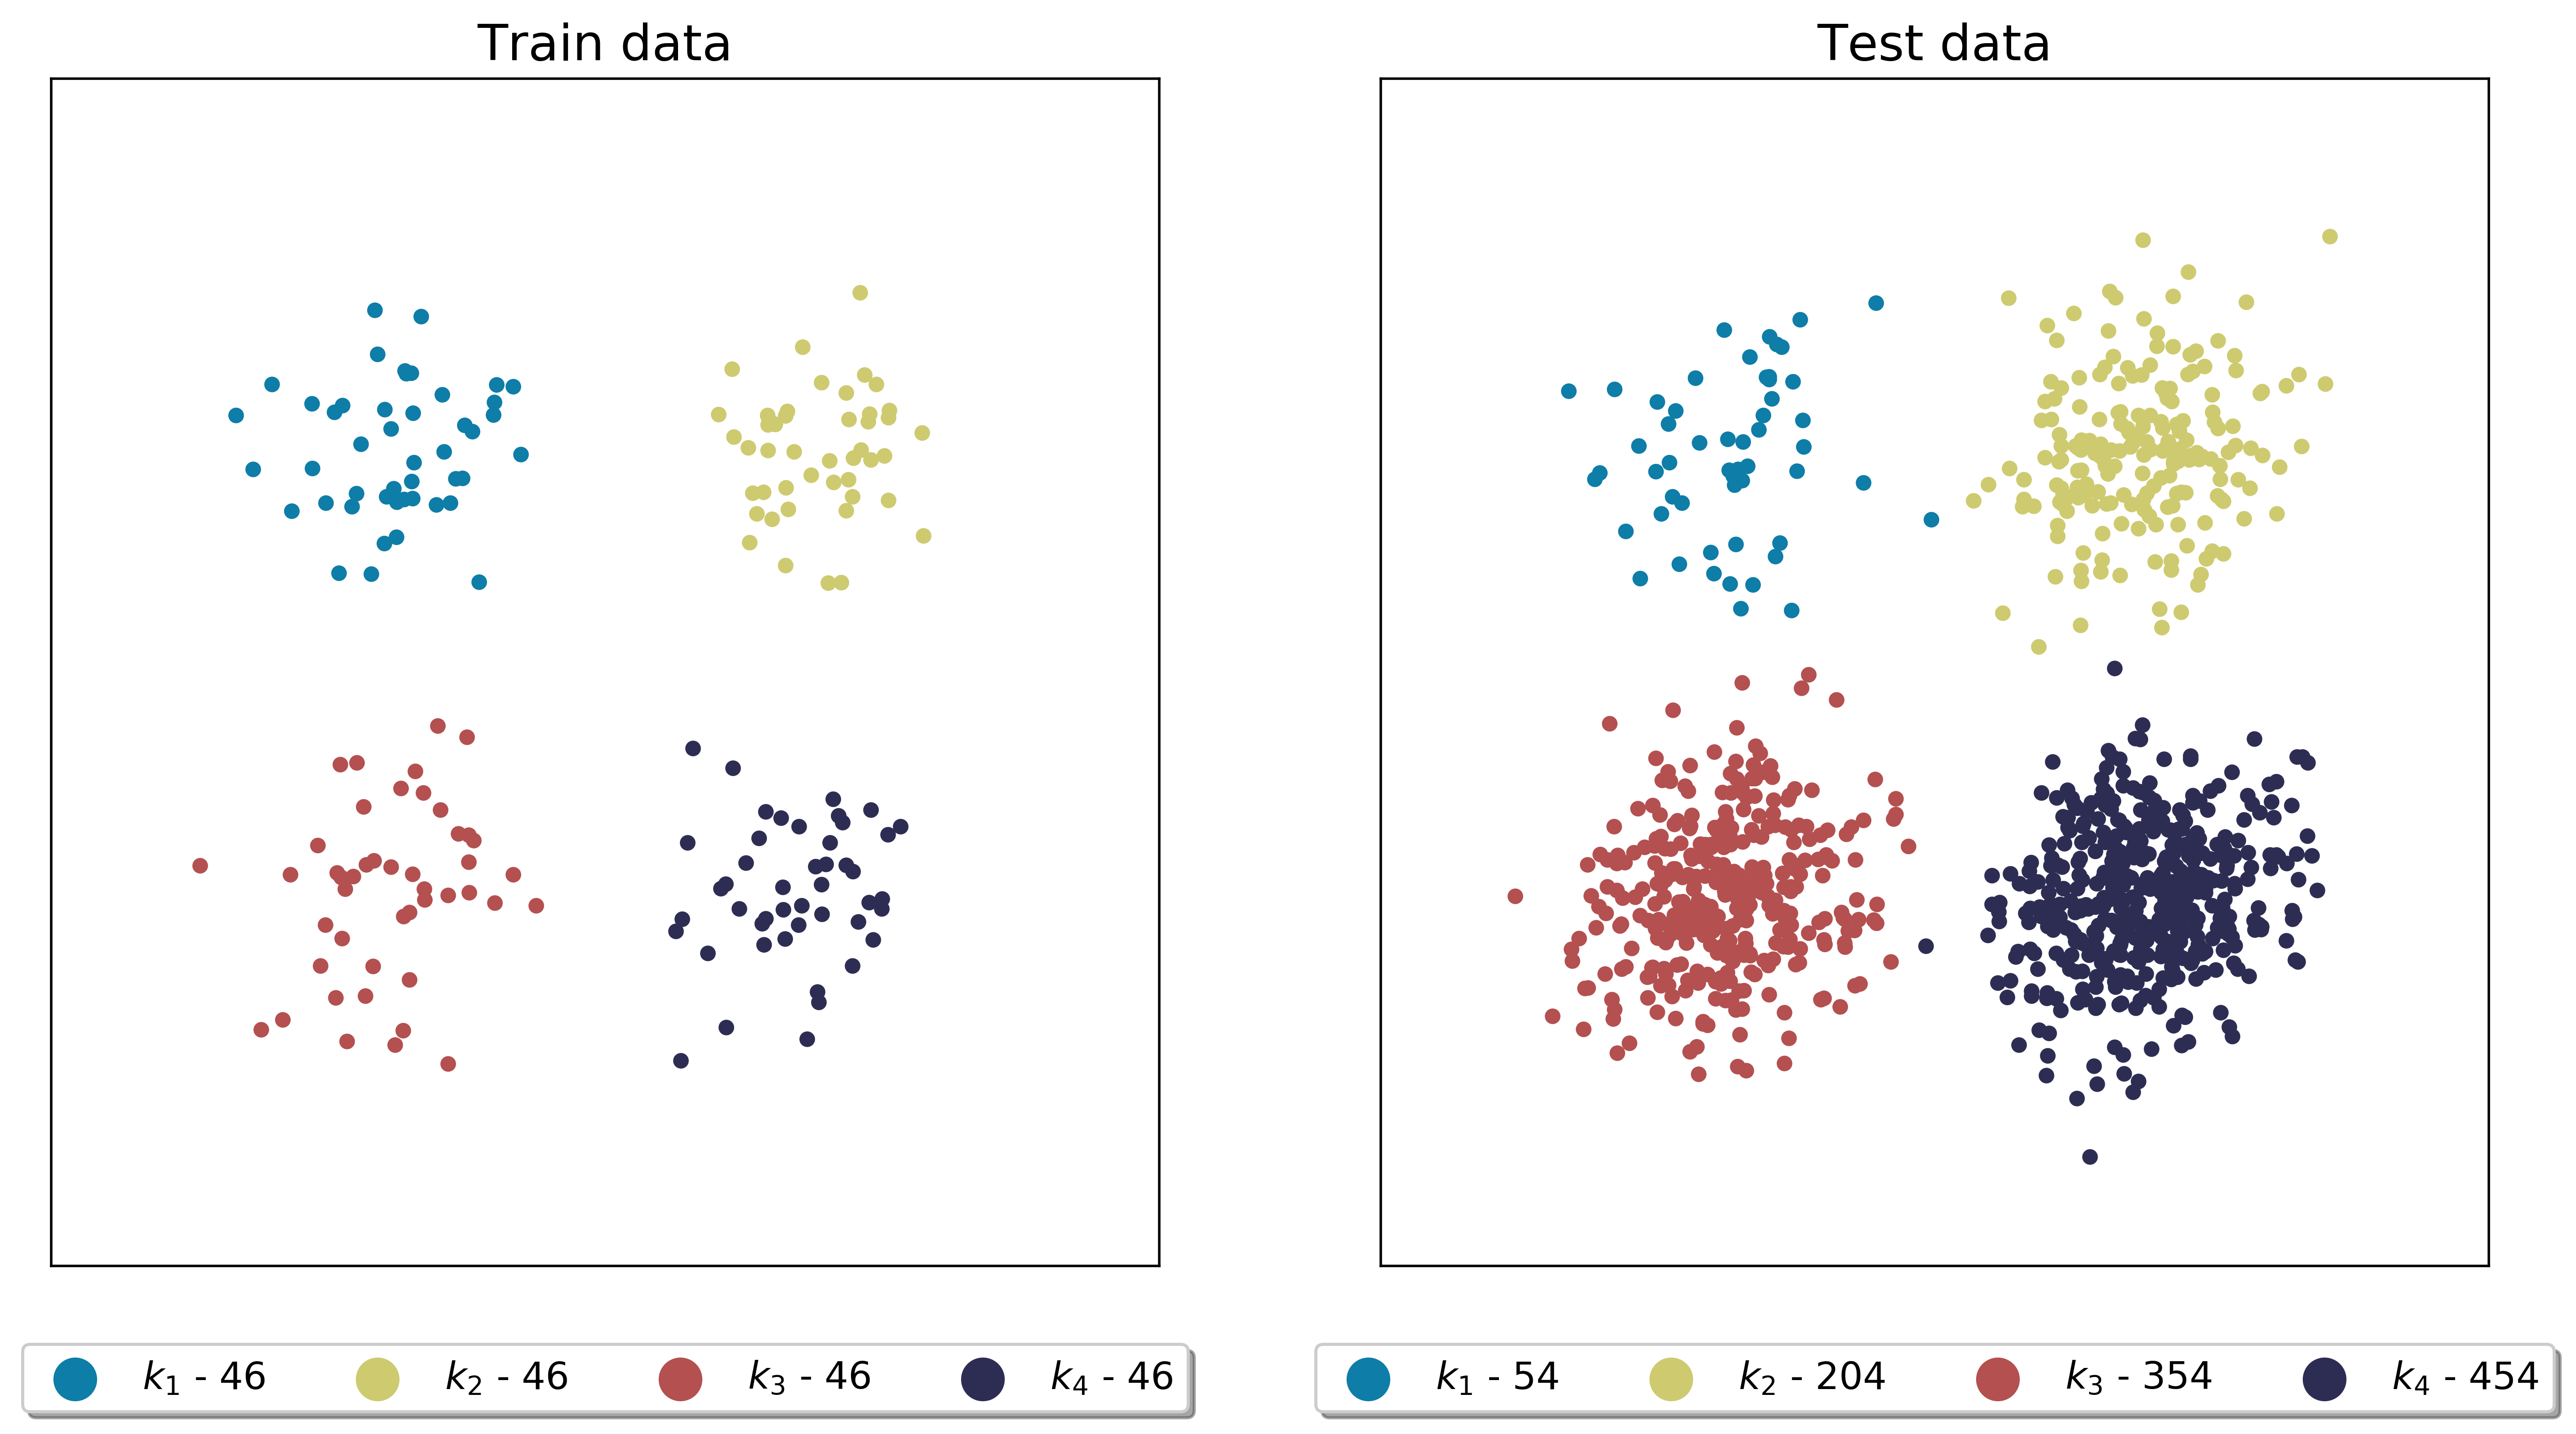 Train data
Test data
k₁ - 46 k₂ - 46 k₃ - 46 k₄ - 46
k₁ - 54 k₂ - 204 k₃ - 354 k₄ - 454